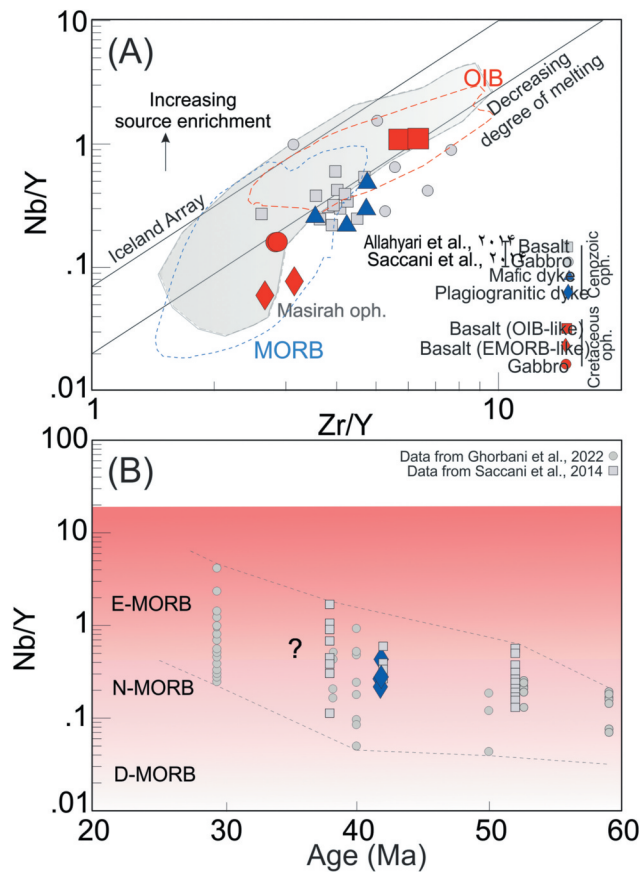 (A)
10
1
.1
.01
Nb/Y
Increasing
source enrichment
Iceland Array
OIB
Decreasing
degree of melting
Masirah oph.
MORB
Allahyari et al., ۲۰۱۴
Saccani et al., ۲۰۱۴
Basalt
Gabbro
Mafic dyke
Plagiogranitic dyke
Cenozoic
oph.
Basalt (OIB-like)
Basalt (EMORB-like)
Gabbro
Cretaceous
oph.
1
10
Zr/Y
(B)
Data from Ghorbani et al., 2022
Data from Saccani et al., 2014
100
10
1
.1
.01
Nb/Y
E-MORB
?
N-MORB
D-MORB
20 30 40 50 60
Age (Ma)